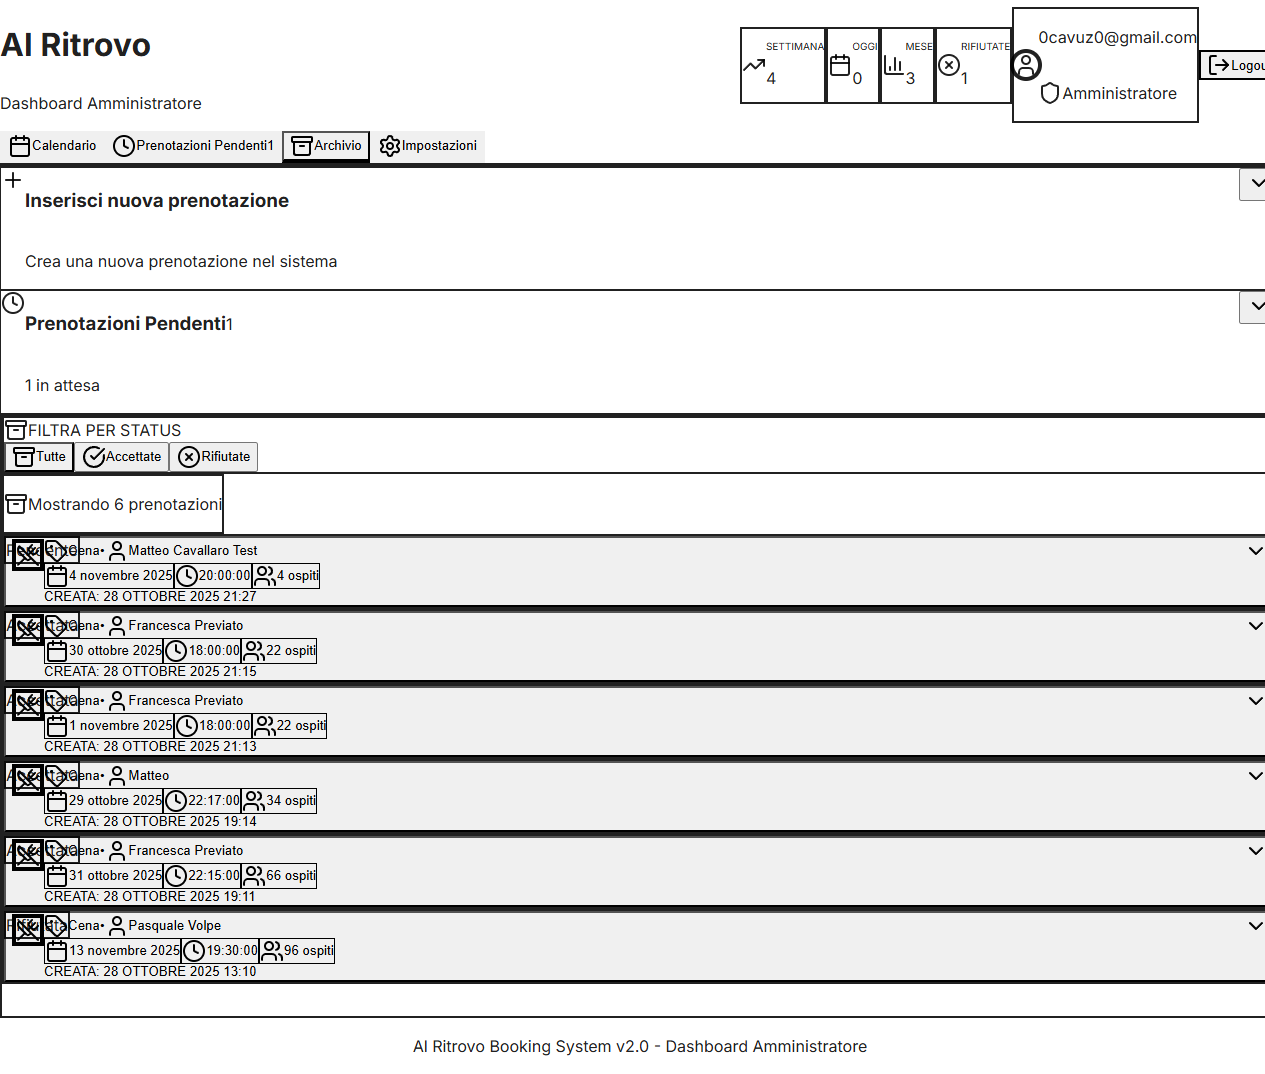 Al Ritrovo
Dashboard Amministratore
SETTIMANA
4
OGGI
0
MESE
3
RIFIUTATE
1
0cavuz0@gmail.com
Amministratore
Logou
Calendario
Prenotazioni Pendenti1
Archivio
Impostazioni
Inserisci nuova prenotazione
Crea una nuova prenotazione nel sistema
Prenotazioni Pendenti1
1 in attesa
FILTRA PER STATUS
Tutte
Accettate
Rifiutate
Mostrando 6 prenotazioni
Cena• Matteo Cavallaro Test
4 novembre 2025 20:00:00 4 ospiti
CREATA: 28 OTTOBRE 2025 21:27
Cena• Francesca Previato
30 ottobre 2025 18:00:00 22 ospiti
CREATA: 28 OTTOBRE 2025 21:15
Cena• Francesca Previato
1 novembre 2025 18:00:00 22 ospiti
CREATA: 28 OTTOBRE 2025 21:13
Cena• Matteo
29 ottobre 2025 22:17:00 34 ospiti
CREATA: 28 OTTOBRE 2025 19:14
Cena• Francesca Previato
31 ottobre 2025 22:15:00 66 ospiti
CREATA: 28 OTTOBRE 2025 19:11
Cena• Pasquale Volpe
13 novembre 2025 19:30:00 96 ospiti
CREATA: 28 OTTOBRE 2025 13:10
Al Ritrovo Booking System v2.0 - Dashboard Amministratore